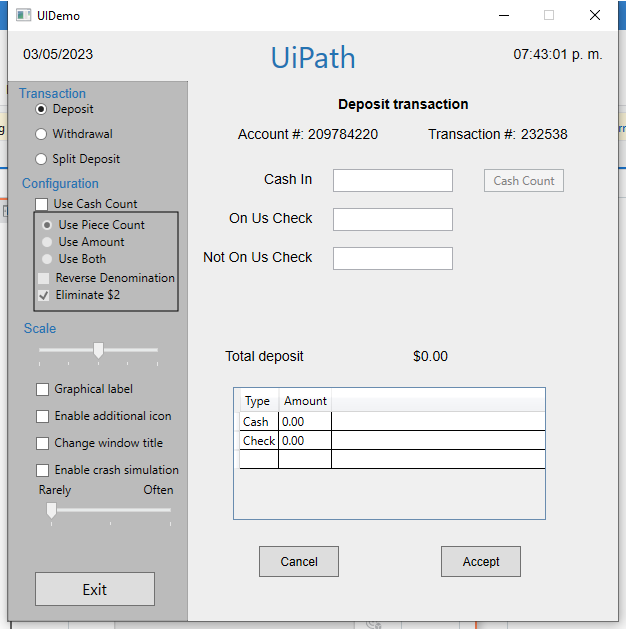 UIDemo
03/05/2023
UiPath
07:43:01 p. m.
Transaction
Deposit
Withdrawal
Split Deposit
Configuration
Use Cash Count
Use Piece Count
Use Amount
Use Both
Reverse Denomination
Eliminate $2
Scale
Graphical label
Enable additional icon
Change window title
Enable crash simulation
Rarely Often
Exit
Deposit transaction
Account #: 209784220 Transaction #: 232538
Cash In Cash Count
On Us Check
Not On Us Check
Total deposit $0.00
Type Amount
Cash 0.00
Check 0.00
Cancel Accept